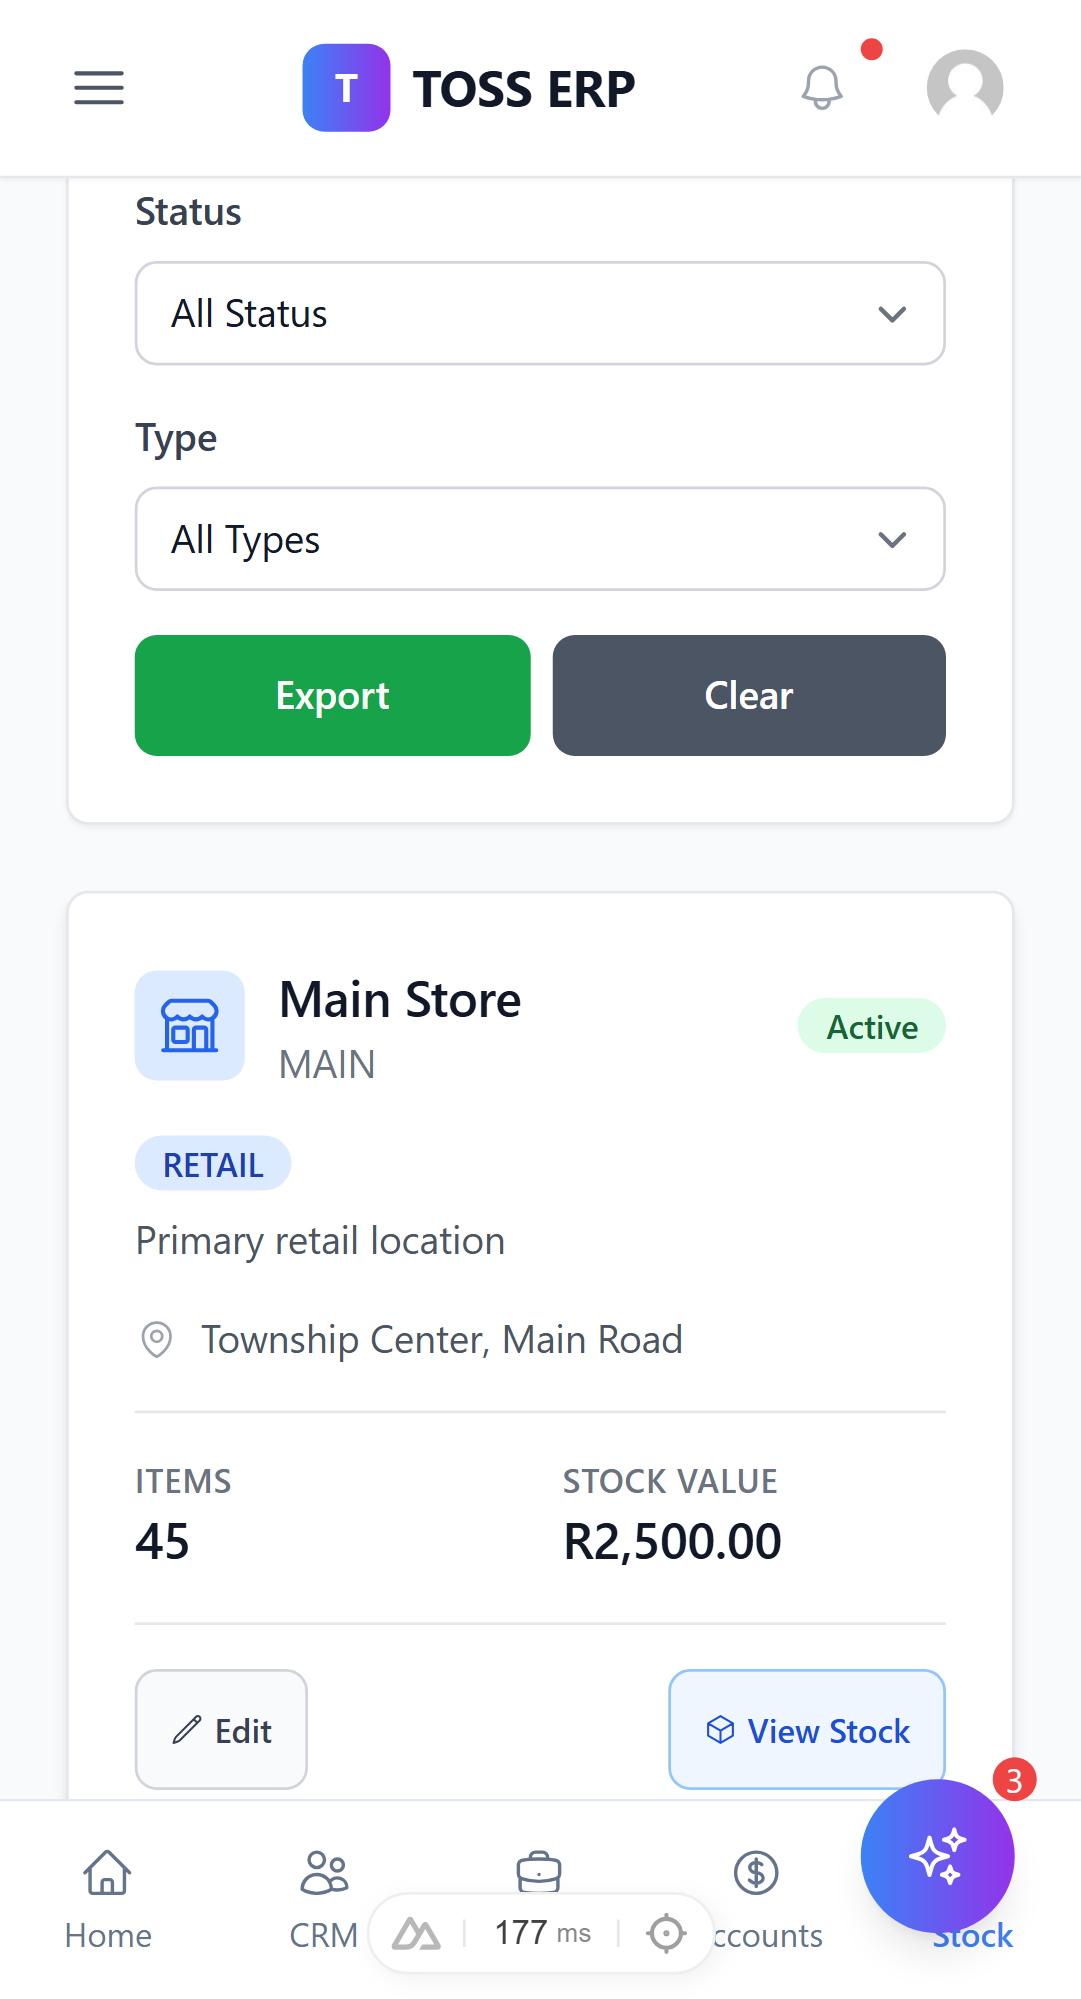 T TOSS ERP
Status
All Status
Type
All Types
Export Clear
Main Store
MAIN
Active
RETAIL
Primary retail location
Township Center, Main Road
ITEMS STOCK VALUE
45 R2,500.00
Edit View Stock
3
Home CRM ccounts Stock
177 ms